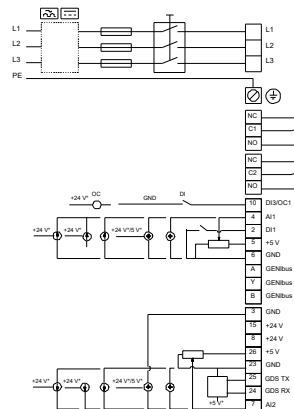 L1
L1
L2
L2
L3
L3
PE
NC
C1
NO
NC
C2
NO
+24 V* OC GND DI 10 DI3/OC1
4 AI1
2 DI1
+24 V* +24 V* +24 V*/5 V* 5 +5 V
6 GND
A GENIbus
Y GENIbus
B GENIbus
3 GND
15 +24 V
8 +24 V
26 +5 V
23 GND
25 GDS TX
+24 V* +24 V* +24 V*/5 V* 24 GDS RX
+5 V* 7 AI2